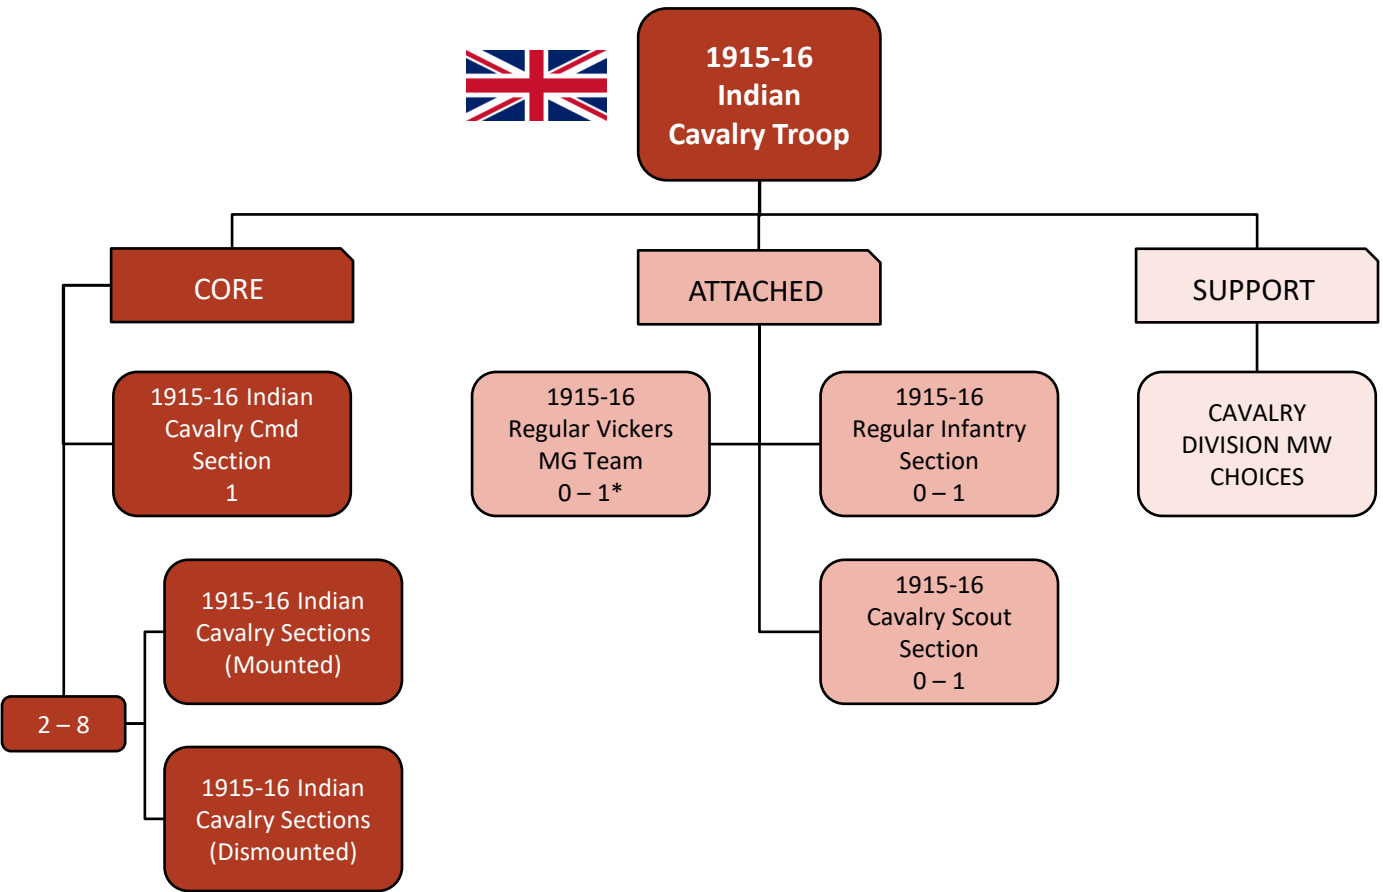 1915-16
Indian
Cavalry Troop
CORE
ATTACHED
SUPPORT
1915-16 Indian
Cavalry Cmd
Section
1
1915-16
Regular Vickers
MG Team
0 – 1*
1915-16
Regular Infantry
Section
0 – 1
CAVALRY
DIVISION MW
CHOICES
1915-16 Indian
Cavalry Sections
(Mounted)
1915-16
Cavalry Scout
Section
0 – 1
2 – 8
1915-16 Indian
Cavalry Sections
(Dismounted)